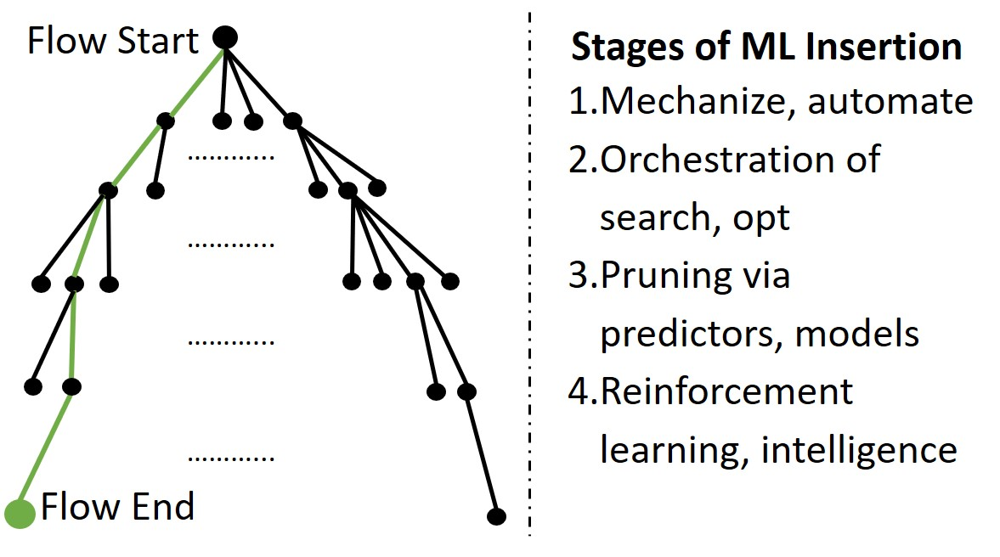 Flow Start
............
............
............
............
Flow End
Stages of ML Insertion
1.Mechanize, automate
2.Orchestration of
search, opt
3.Pruning via
predictors, models
4.Reinforcement
learning, intelligence